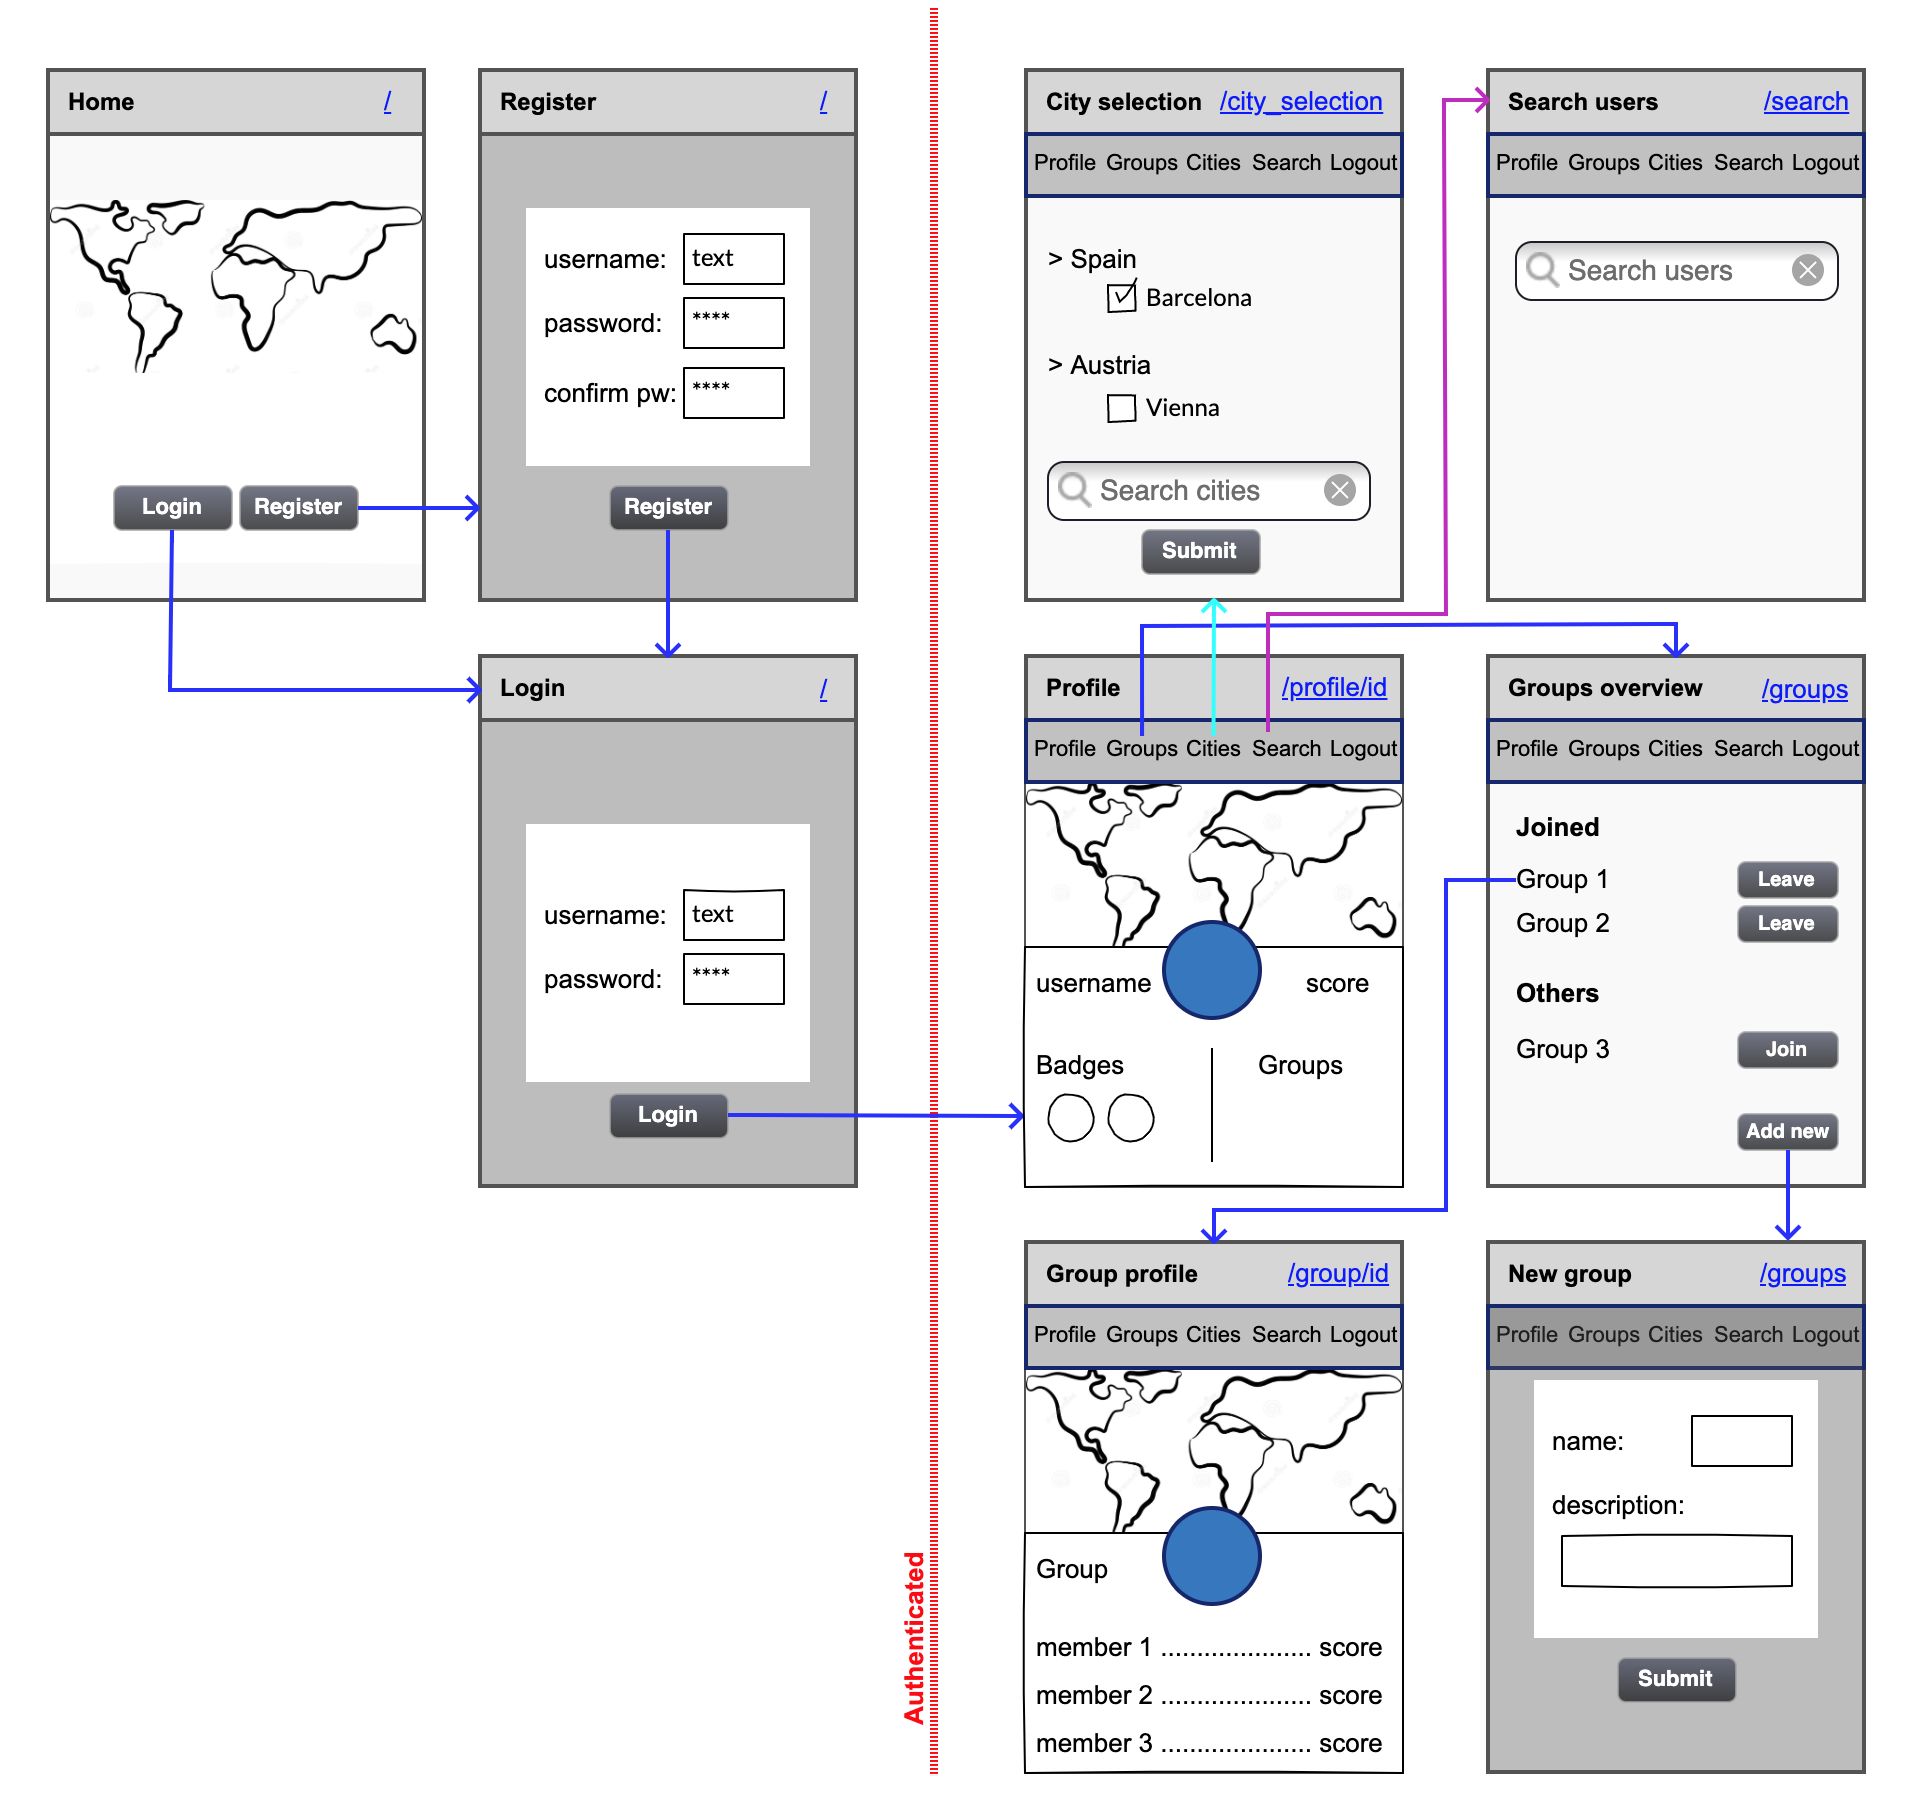 Home /
Login Register
Register /
username: text
password: ****
confirm pw: ****
Register
Login /
username: text
password: ****
Login
Authenticated
City selection /city_selection
Profile Groups Cities Search Logout
> Spain
Barcelona
> Austria
Vienna
Search cities
Submit
Search users /search
Profile Groups Cities Search Logout
Search users
Profile /profile/id
Profile Groups Cities Search Logout
username score
Badges Groups
Groups overview /groups
Profile Groups Cities Search Logout
Joined
Group 1 Leave
Group 2 Leave
Others
Group 3 Join
Add new
Group profile /group/id
Profile Groups Cities Search Logout
Group
member 1 ..................... score
member 2 ..................... score
member 3 ..................... score
New group /groups
Profile Groups Cities Search Logout
name:
description:
Submit